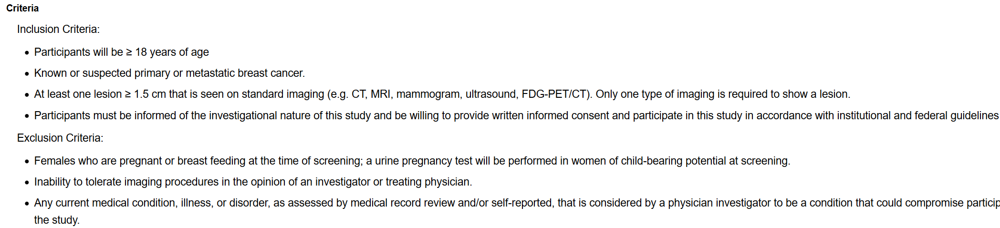 Criteria
Inclusion Criteria:
• Participants will be ≥ 18 years of age
• Known or suspected primary or metastatic breast cancer.
• At least one lesion ≥ 1.5 cm that is seen on standard imaging (e.g. CT, MRI, mammogram, ultrasound, FDG-PET/CT). Only one type of imaging is required to show a lesion.
• Participants must be informed of the investigational nature of this study and be willing to provide written informed consent and participate in this study in accordance with institutional and federal guidelines
Exclusion Criteria:
• Females who are pregnant or breast feeding at the time of screening; a urine pregnancy test will be performed in women of child-bearing potential at screening.
• Inability to tolerate imaging procedures in the opinion of an investigator or treating physician.
• Any current medical condition, illness, or disorder, as assessed by medical record review and/or self-reported, that is considered by a physician investigator to be a condition that could compromise
the study.